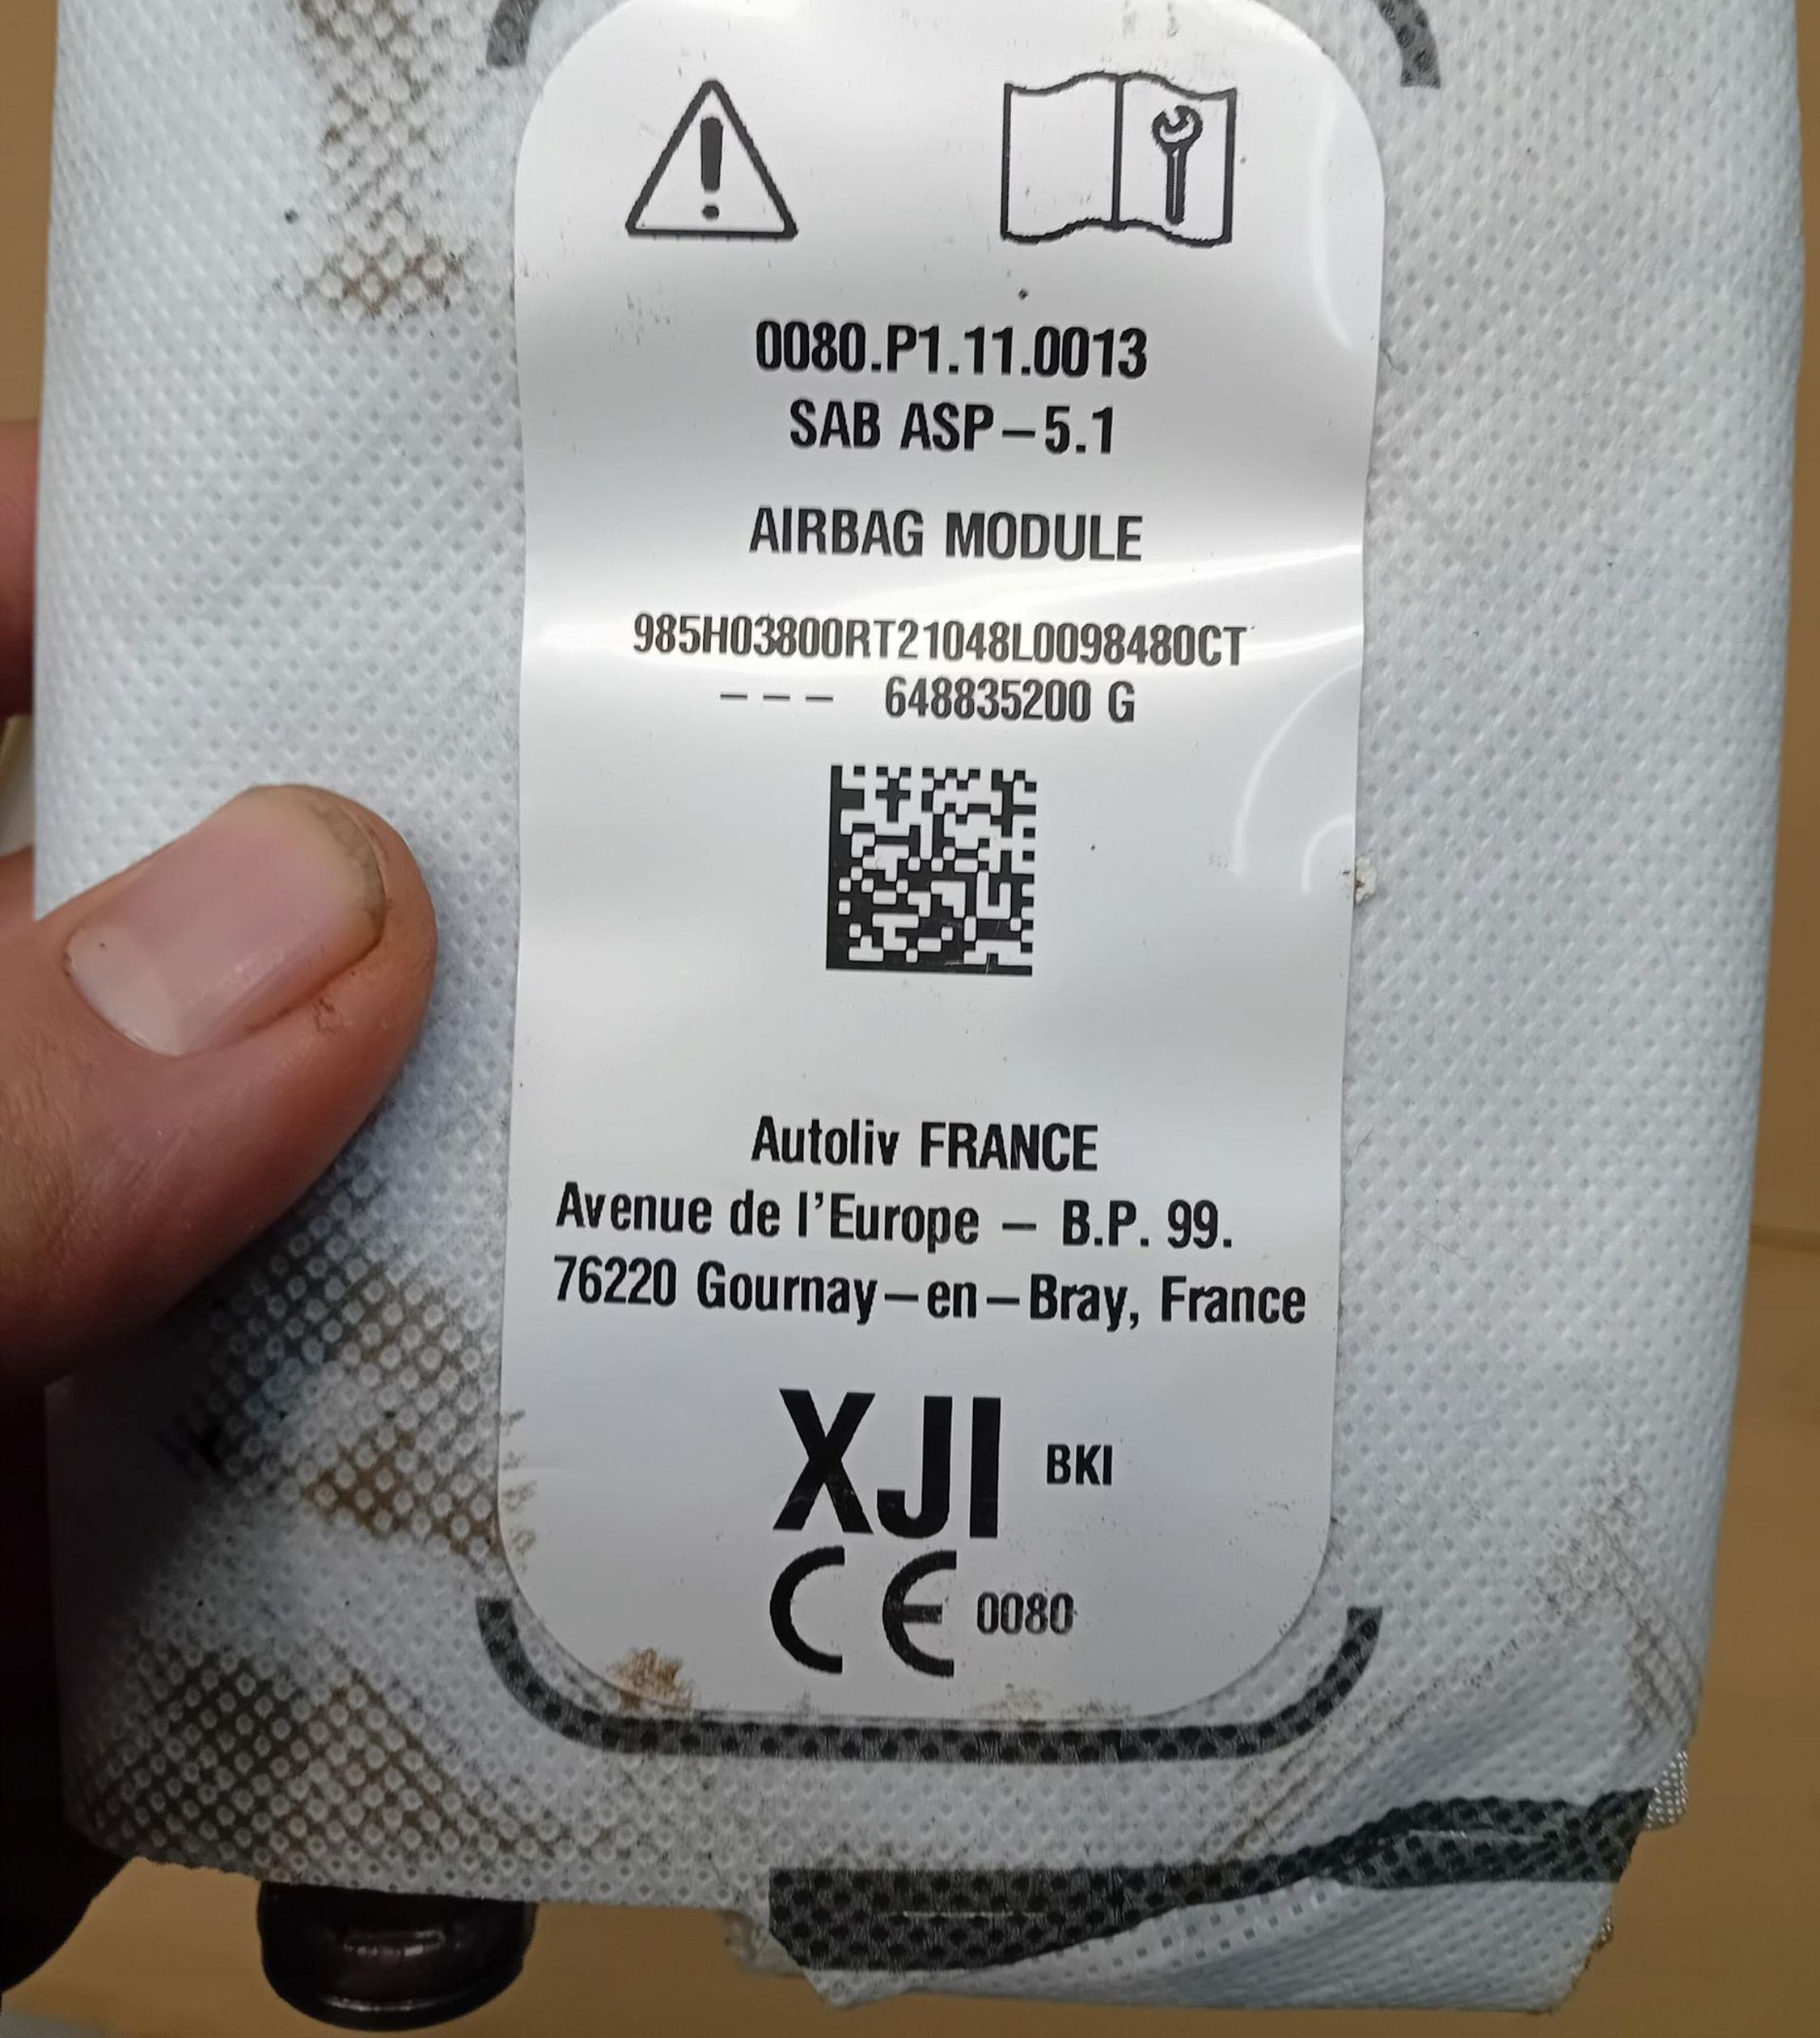 0080.P1.11.0013
SAB ASP–5.1
AIRBAG MODULE
985H03800RT21048L0098480CT
––– 648835200 G
Autoliv FRANCE
Avenue de l’Europe – B.P. 99.
76220 Gournay–en–Bray, France
XJI BKI
CE 0080